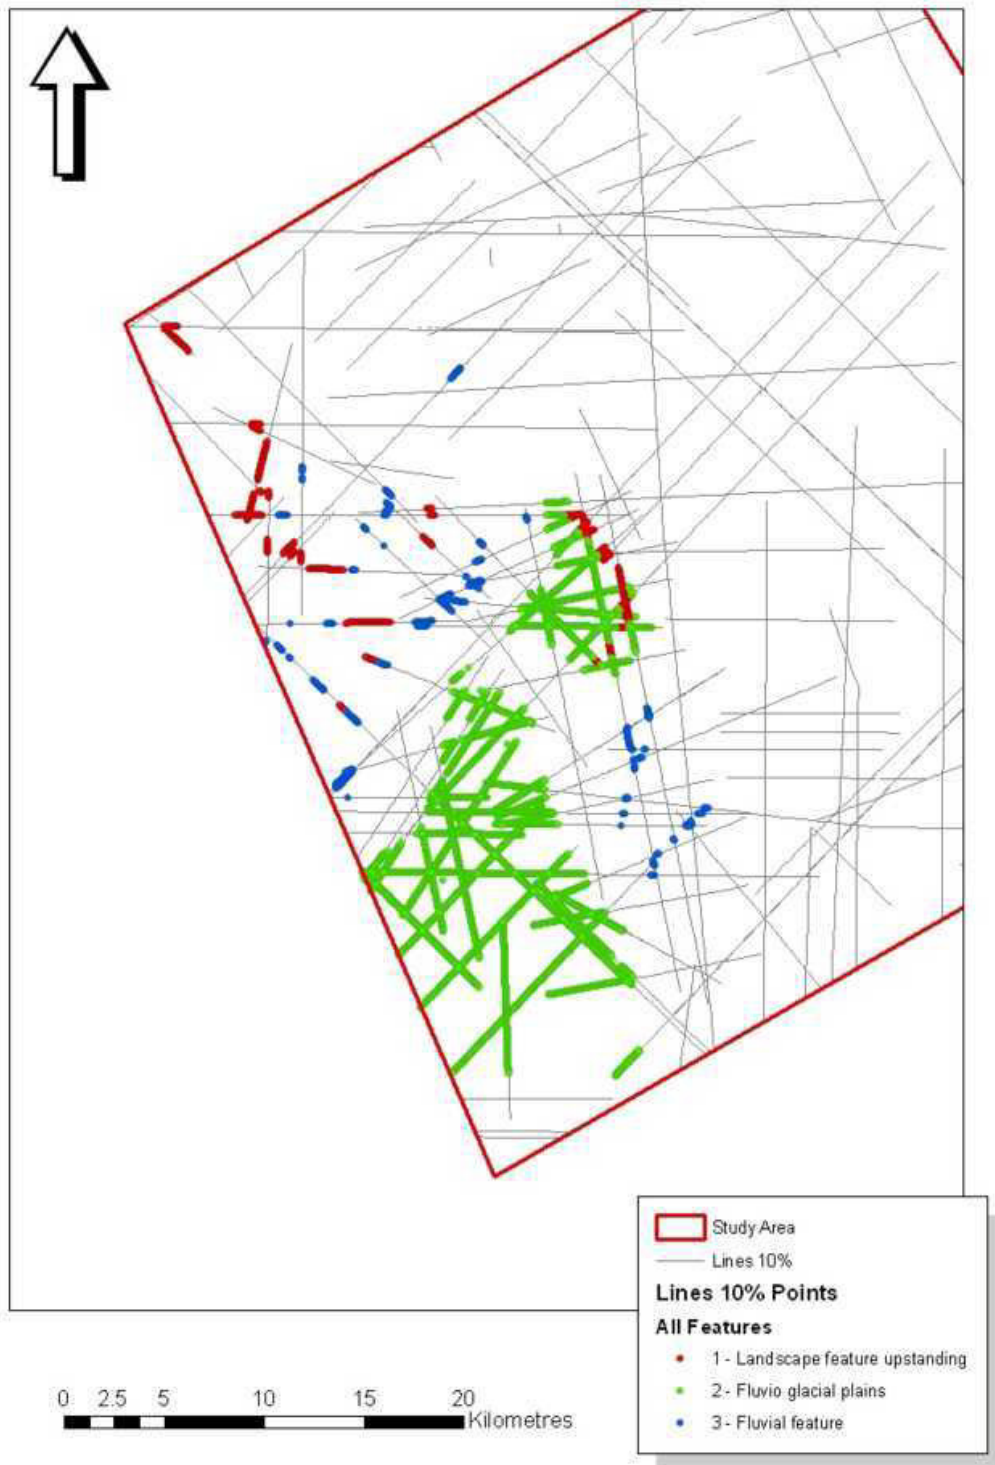 Study Area
Lines 10%
Lines 10% Points
All Features
1 - Landscape feature upstanding
2 - Fluvio glacial plains
3 - Fluvial feature
0 2.5 5 10 15 20
Kilometres